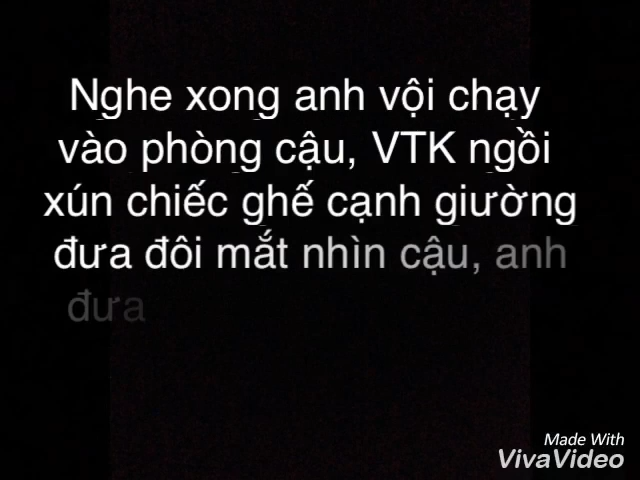 Nghe xong anh vội chạy
vào phòng cậu, VTK ngồi
xún chiếc ghế cạnh giường
đưa đôi mắt nhìn cậu, anh
đưa
Made With
VivaVideo